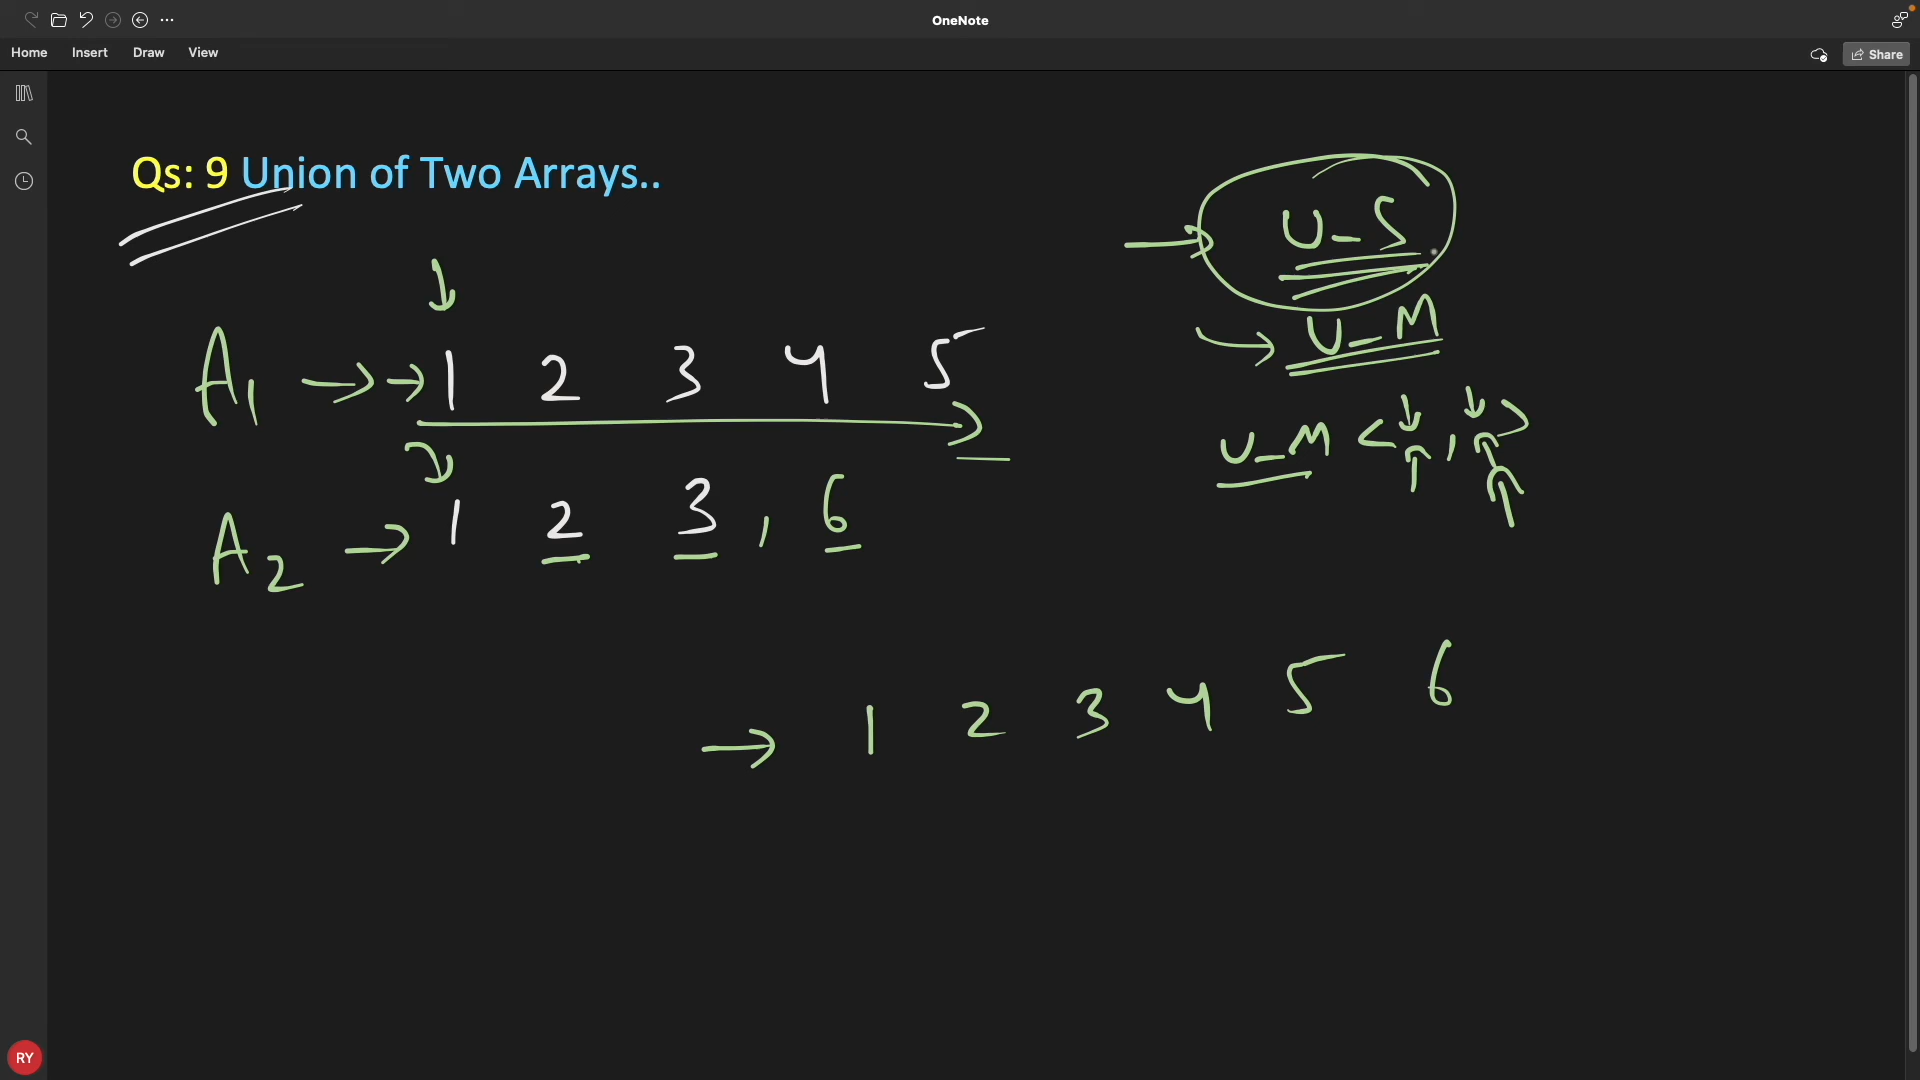 OneNote
Home Insert Draw View
Share
Qs: 9 Union of Two Arrays..
U_S
U_M
A1 → → 1 2 3 4 5
U_M < , >
A2 → 1 2 3 , 6
→ 1 2 3 4 5 6
RY